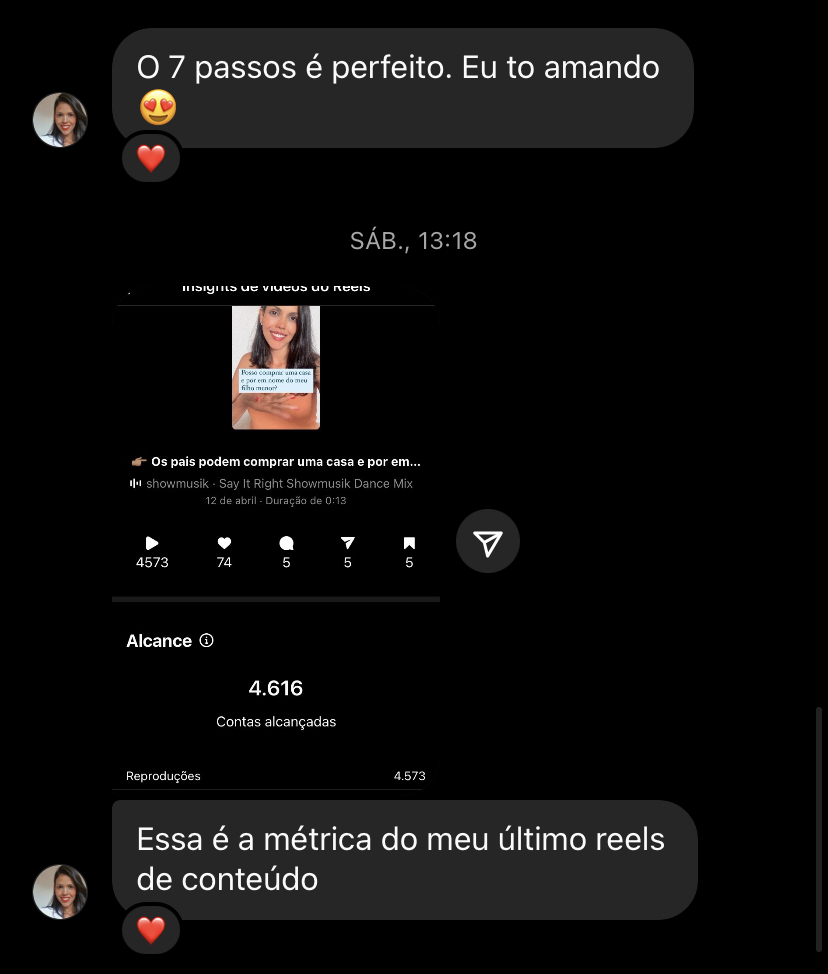 O 7 passos é perfeito. Eu to amando
😍
❤️
SÁB., 13:18
Insights de vídeos do Reels
Posso comprar uma casa
e por em nome do meu
filho menor?
👉🏽 Os pais podem comprar uma casa e por em...
showmusik · Say It Right Showmusik Dance Mix
12 de abril · Duração de 0:13
4573 74 5 5 5
Alcance
4.616
Contas alcançadas
Reproduções 4.573
Essa é a métrica do meu último reels
de conteúdo
❤️